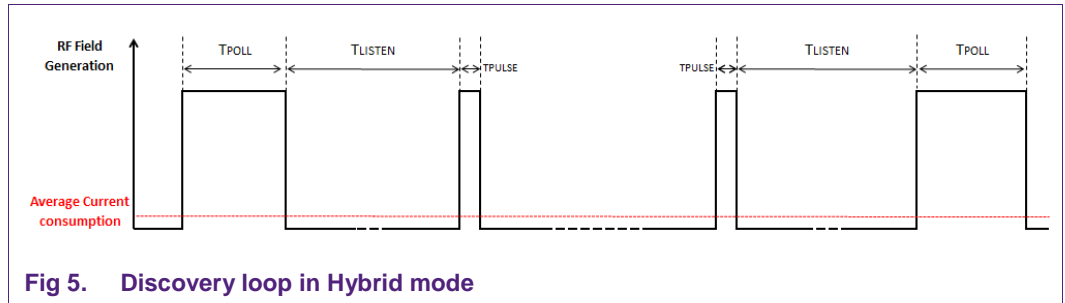 RF Field
Generation
TPOLL
TLISTEN
TPULSE
TPULSE
TLISTEN
TPOLL
Average Current
consumption
Fig 5. Discovery loop in Hybrid mode